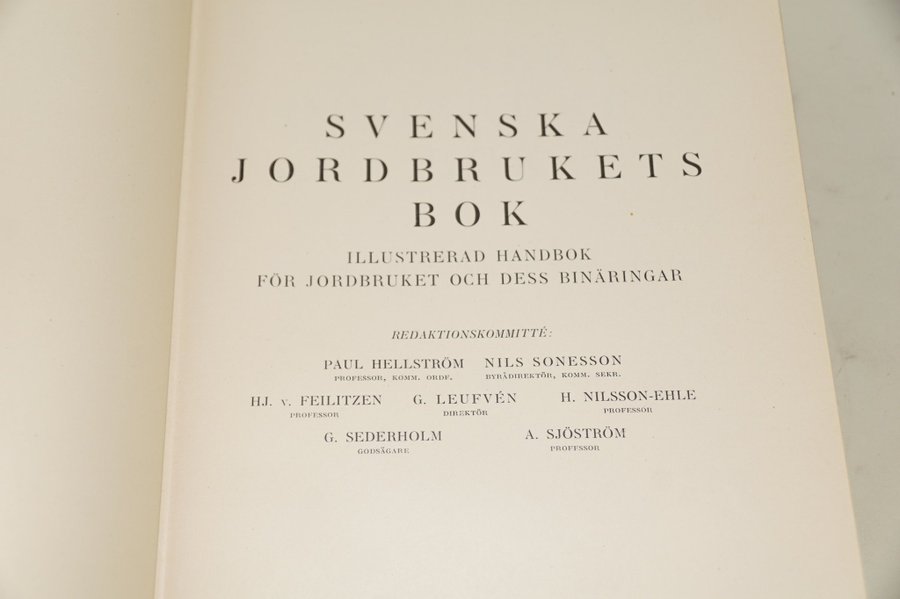 SVENSKA
JORDBRUKETS
BOK
ILLUSTRERAD HANDBOK
FÖR JORDBRUKET OCH DESS BINÄRINGAR
REDAKTIONSKOMMITTÉ:
PAUL HELLSTRÖM NILS SONESSON
PROFESSOR, KOMM. ORDF. BYRÅDIREKTÖR, KOMM. SEKR.
HJ. v. FEILITZEN G. LEUFVÉN H. NILSSON-EHLE
PROFESSOR DIREKTÖR PROFESSOR
G. SEDERHOLM A. SJÖSTRÖM
GODSÄGARE PROFESSOR